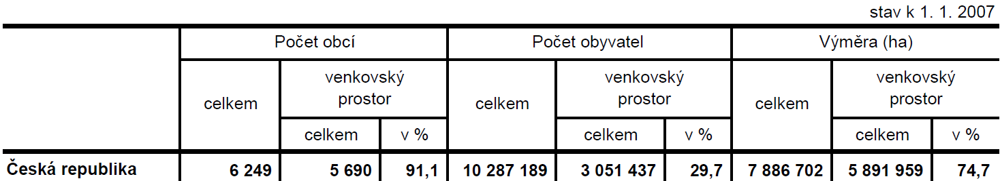 stav k 1. 1. 2007
Počet obcí Počet obyvatel Výměra (ha)
celkem venkovský prostor celkem venkovský prostor celkem venkovský prostor
celkem v % celkem v % celkem v %
Česká republika 6 249 5 690 91,1 10 287 189 3 051 437 29,7 7 886 702 5 891 959 74,7